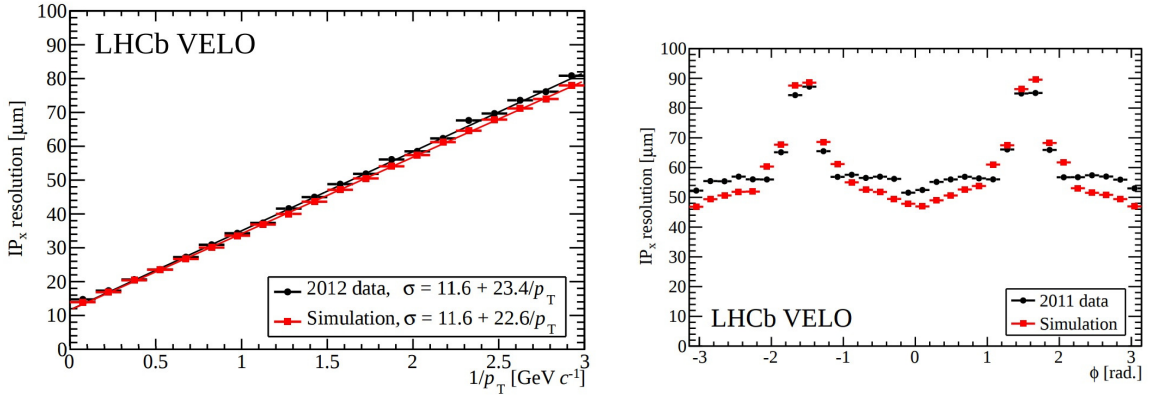 100
90
80
70
60
50
40
30
20
10
0
IPx resolution [μm]
LHCb VELO
2012 data, σ = 11.6 + 23.4/pT
Simulation, σ = 11.6 + 22.6/pT
0 0.5 1 1.5 2 2.5 3
1/pT [GeV c⁻¹]
100
90
80
70
60
50
40
30
20
10
0
IPx resolution [μm]
LHCb VELO
2011 data
Simulation
-3 -2 -1 0 1 2 3
ϕ [rad.]